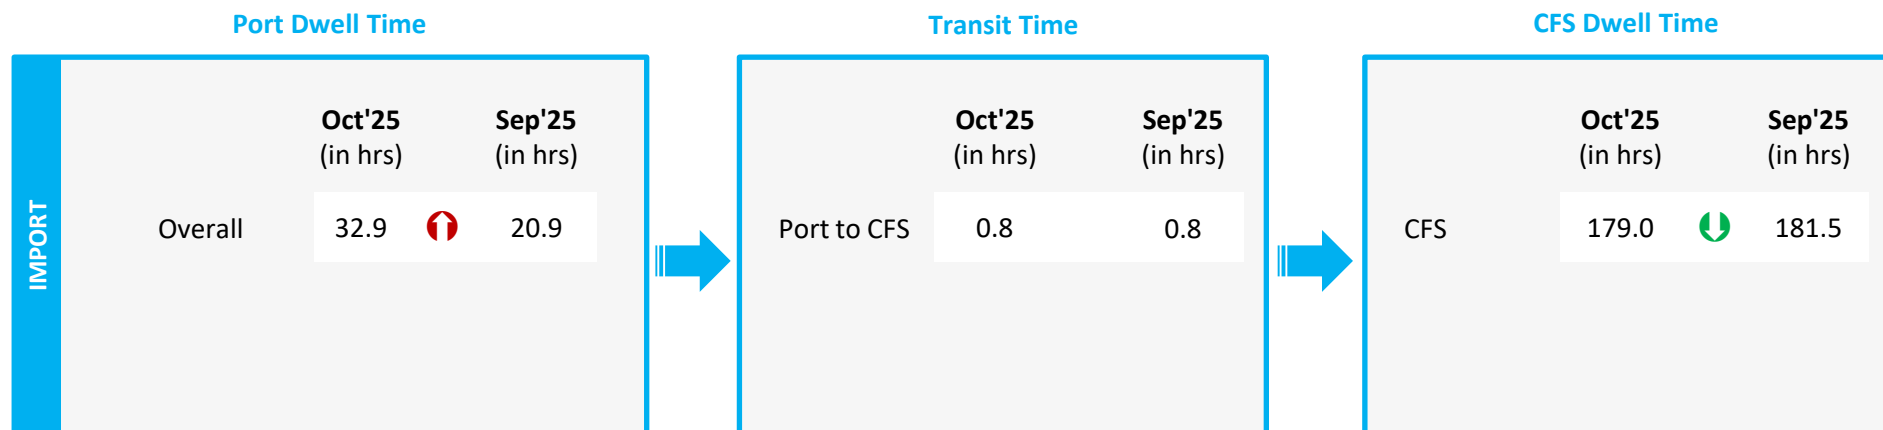 Port Dwell Time
Transit Time
CFS Dwell Time
IMPORT
Oct'25 Sep'25
(in hrs) (in hrs)
Overall 32.9 20.9
Oct'25 Sep'25
(in hrs) (in hrs)
Port to CFS 0.8 0.8
Oct'25 Sep'25
(in hrs) (in hrs)
CFS 179.0 181.5